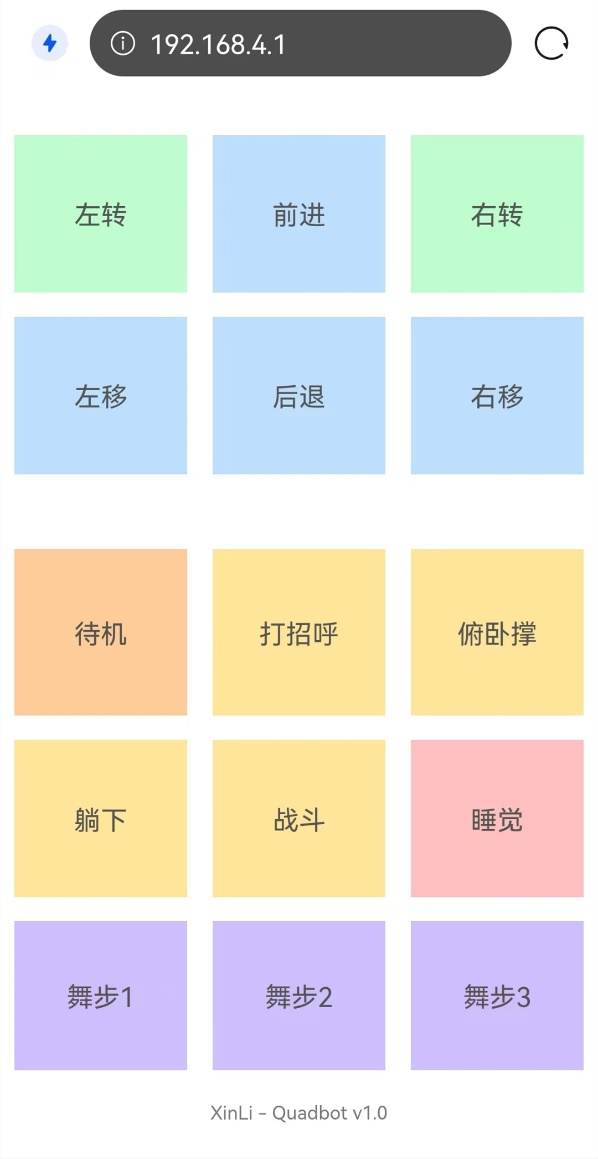 192.168.4.1
左转 前进 右转
左移 后退 右移
待机 打招呼 俯卧撑
躺下 战斗 睡觉
舞步1 舞步2 舞步3
XinLi - Quadbot v1.0